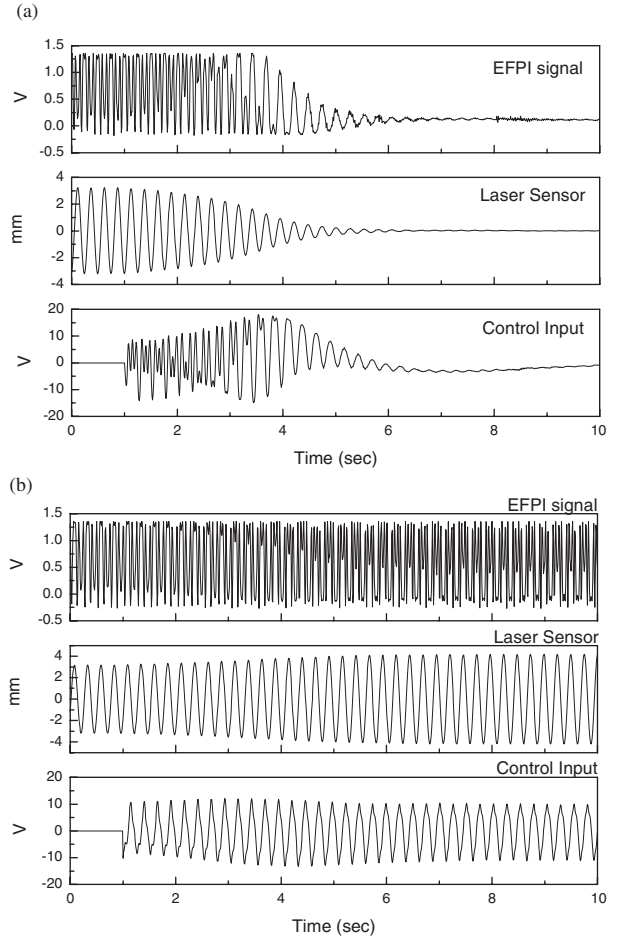 (a)
1.5
1.0
0.5
0.0
-0.5
V
EFPI signal
4
2
0
-2
-4
mm
Laser Sensor
20
10
0
-10
-20
V
Control Input
0 2 4 6 8 10
Time (sec)
(b)
EFPI signal
1.5
1.0
0.5
0.0
-0.5
V
Laser Sensor
4
2
0
-2
-4
mm
Control Input
20
10
0
-10
-20
V
0 2 4 6 8 10
Time (sec)